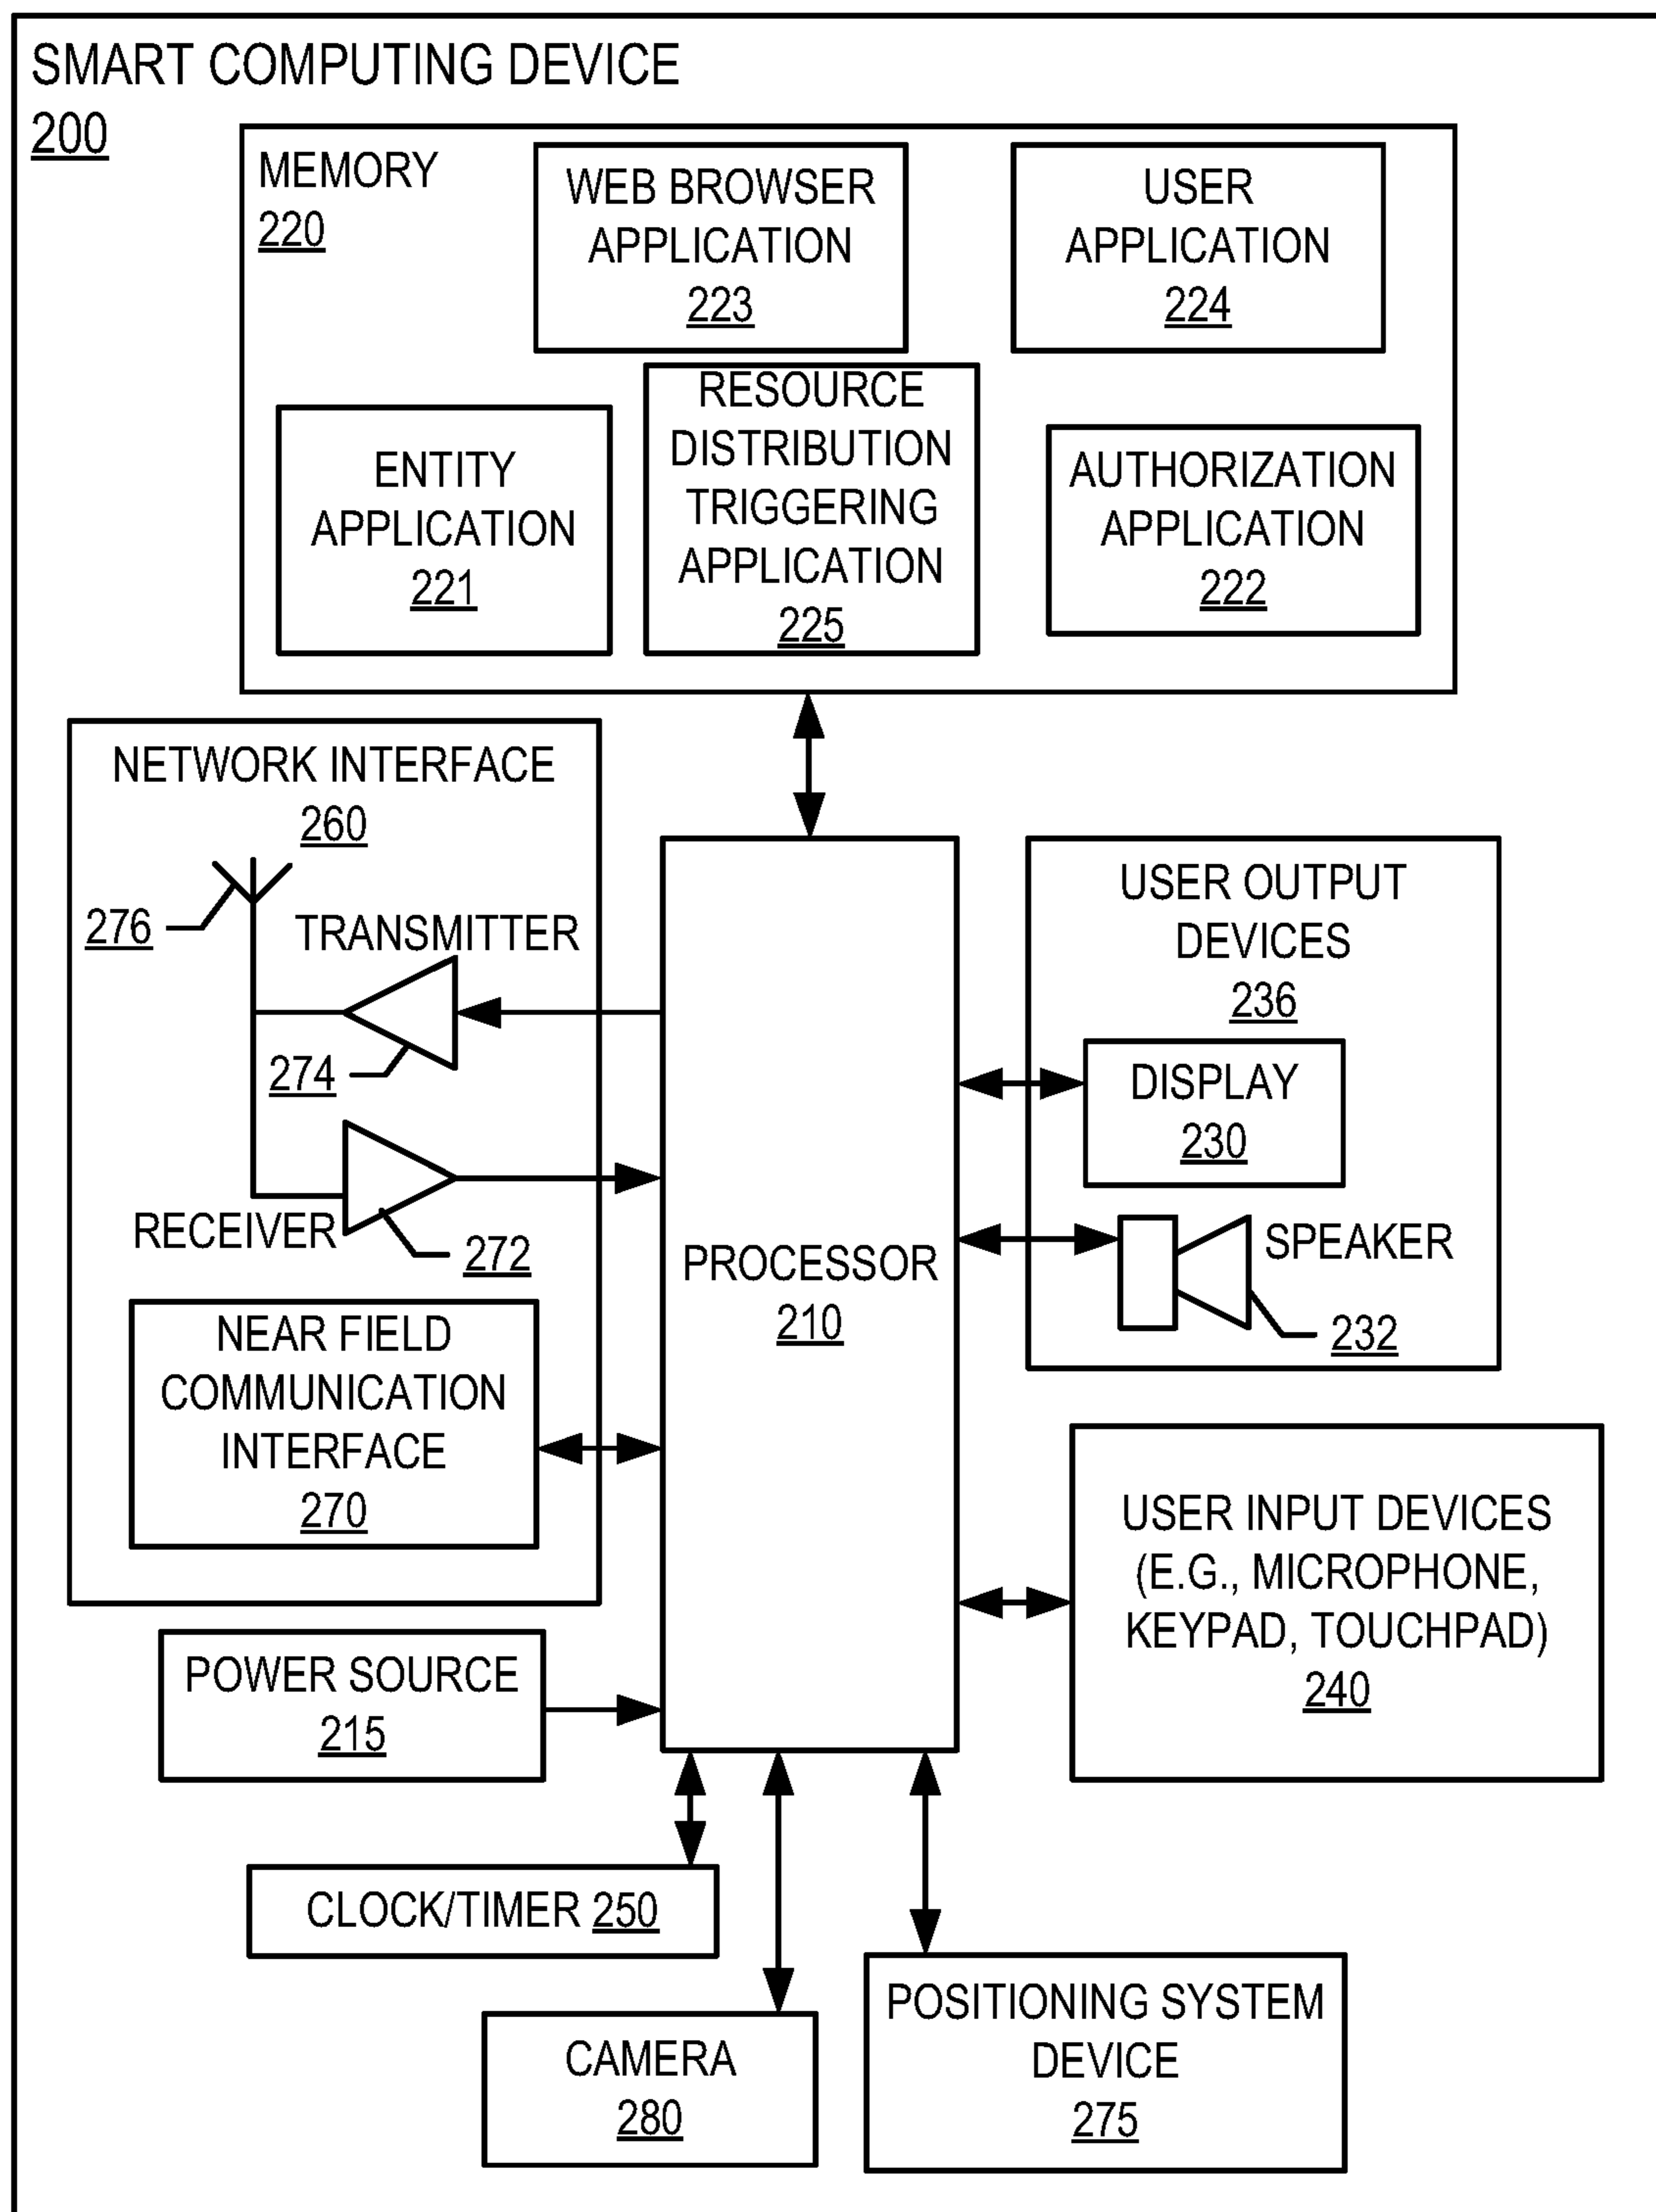 SMART COMPUTING DEVICE
200
MEMORY
220
WEB BROWSER
APPLICATION
223
USER
APPLICATION
224
ENTITY
APPLICATION
221
RESOURCE
DISTRIBUTION
TRIGGERING
APPLICATION
225
AUTHORIZATION
APPLICATION
222
NETWORK INTERFACE
260
276
TRANSMITTER
274
RECEIVER
272
NEAR FIELD
COMMUNICATION
INTERFACE
270
PROCESSOR
210
USER OUTPUT
DEVICES
236
DISPLAY
230
SPEAKER
232
USER INPUT DEVICES
(E.G., MICROPHONE,
KEYPAD, TOUCHPAD)
240
POWER SOURCE
215
CLOCK/TIMER 250
CAMERA
280
POSITIONING SYSTEM
DEVICE
275